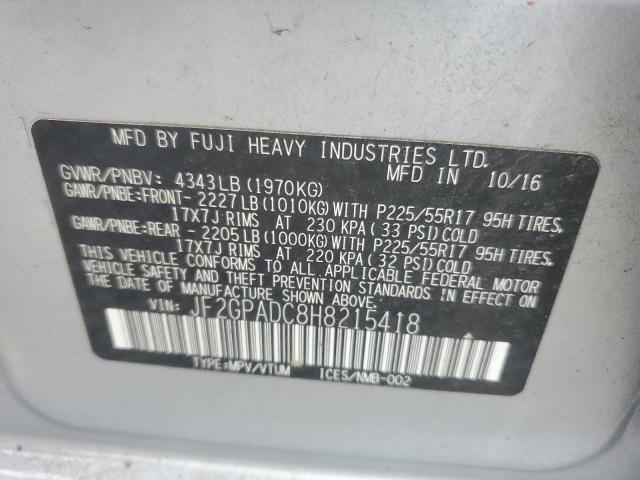 MFD BY FUJI HEAVY INDUSTRIES LTD.
GVWR/PNBV: 4343LB (1970KG) MFD IN 10/16
GAWR/PNBE:FRONT- 2227LB (1010KG) WITH P225/55R17 95H TIRES,
17X7J RIMS AT 230 KPA (33 PSI) COLD
GAWR/PNBE:REAR - 2205LB (1000KG) WITH P225/55R17 95H TIRES,
17X7J RIMS AT 220 KPA (32 PSI) COLD
THIS VEHICLE CONFORMS TO ALL APPLICABLE FEDERAL MOTOR
VEHICLE SAFETY AND THEFT PREVENTION STANDARDS IN EFFECT ON
THE DATE OF MANUFACTURE SHOWN ABOVE.
VIN: JF2GPADC8H8215418
TYPE:MPV/VTUM ICES/NMB-002